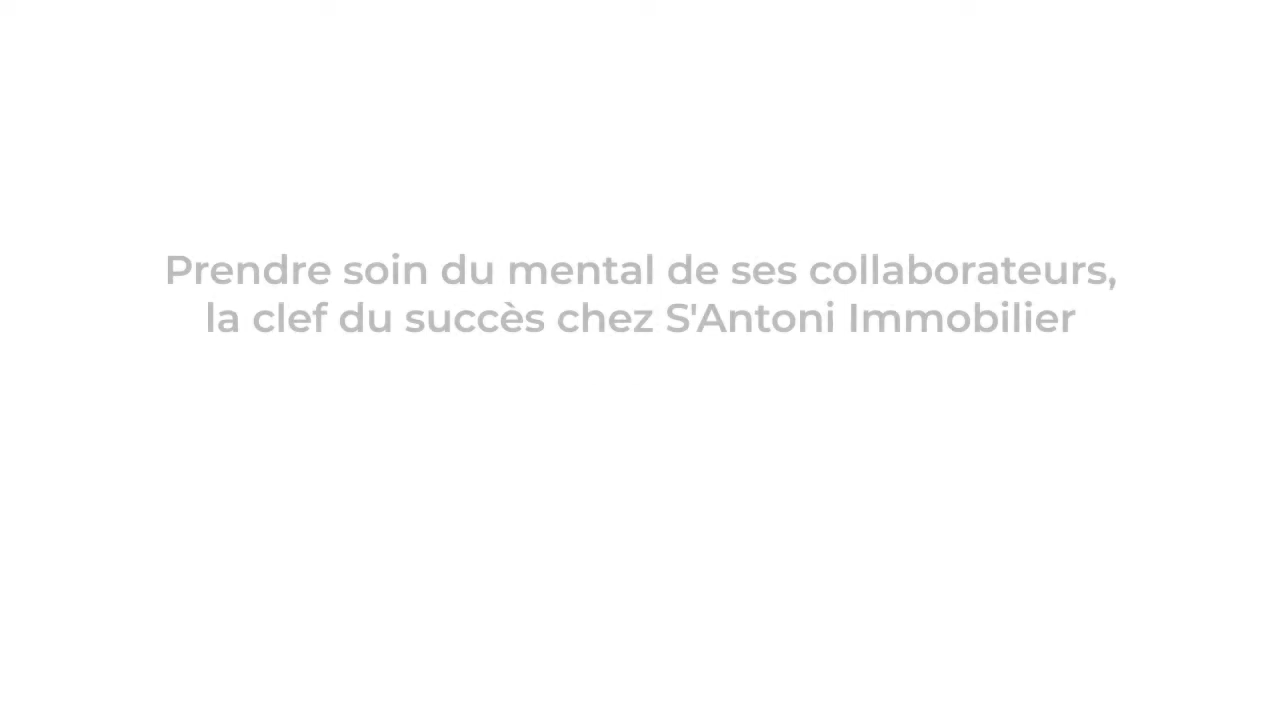 Prendre soin du mental de ses collaborateurs,
la clef du succès chez S'Antoni Immobilier